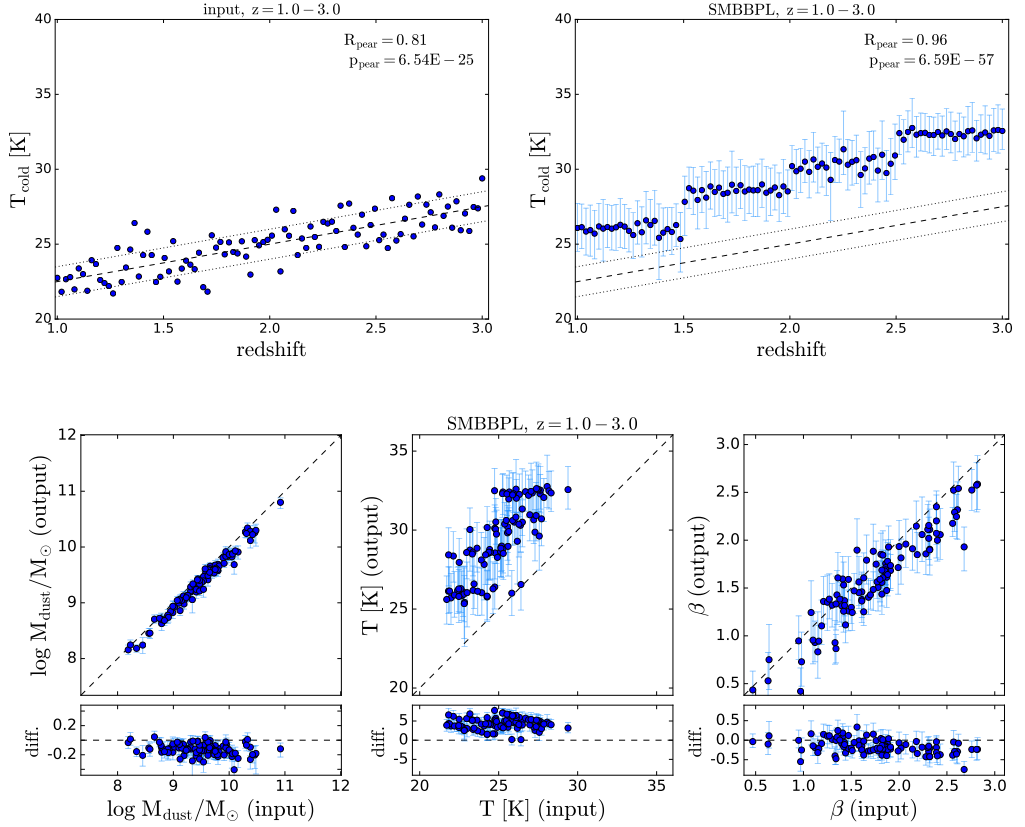 input, z = 1.0 − 3.0
R_pear = 0.81
p_pear = 6.54E − 25
40
35
30
25
20
T_cold [K]
1.0 1.5 2.0 2.5 3.0
redshift
SMBBPL, z = 1.0 − 3.0
R_pear = 0.96
p_pear = 6.59E − 57
40
35
30
25
20
T_cold [K]
1.0 1.5 2.0 2.5 3.0
redshift
12
11
10
9
8
log M_dust/M_⊙ (output)
0.2
-0.2
diff.
8 9 10 11 12
log M_dust/M_⊙ (input)
SMBBPL, z = 1.0 − 3.0
35
30
25
20
T [K] (output)
5
0
-5
diff.
20 25 30 35
T [K] (input)
3.0
2.5
2.0
1.5
1.0
0.5
β (output)
0.5
0.0
-0.5
diff.
0.5 1.0 1.5 2.0 2.5 3.0
β (input)